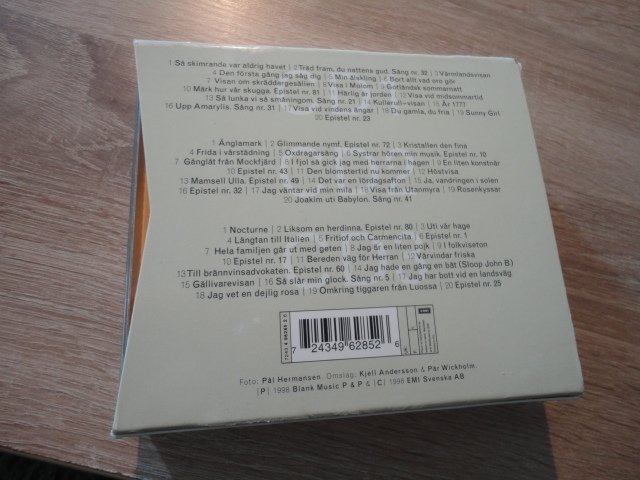 1 Så skimrande var aldrig havet | 2 Träd fram, du nattens gud. Sång nr. 32 | 3 Värmlandsvisan
4 Den första gång jag såg dig | 5 Min älskling | 6 Bort allt vad oro gör
7 Visan om skräddargesällen | 8 Visa i Molom | 9 Gotländsk sommarnatt
10 Märk hur vår skugga. Epistel nr. 81 | 11 Härlig är jorden | 12 Visa vid midsommartid
13 Så lunka vi så småningom. Sång nr. 21 | 14 Kullerull-visan | 15 År 1777
16 Upp Amaryllis. Sång nr. 31 | 17 Visa vid vindens ängar | 18 Du gamla, du fria | 19 Sunny Girl
20 Epistel nr. 23
1 Änglamark | 2 Glimmande nymf. Epistel nr. 72 | 3 Kristallen den fina
4 Frida i vårstädning | 5 Oxdragarsång | 6 Systrar hören min musik. Epistel nr. 10
7 Gånglåt från Mockfjärd | 8 I fjol så gick jag med herrarna i hagen | 9 En liten konstnär
10 Epistel nr. 43 | 11 Den blomstertid nu kommer | 12 Höstvisa
13 Mamsell Ulla. Epistel nr. 49 | 14 Det var en lördagsafton | 15 Ja, vandringen i solen
16 Epistel nr. 32 | 17 Jag väntar vid min mila | 18 Visa från Utanmyra | 19 Rosenkyssar
20 Joakim uti Babylon. Sång nr. 41
1 Nocturne | 2 Liksom en herdinna. Epistel nr. 80 | 3 Uti vår hage
4 Längtan till Italien | 5 Fritiof och Carmencita | 6 Epistel nr. 1
7 Hela familjen går ut med geten | 8 Jag är en liten pojk | 9 I folkviseton
10 Epistel nr. 17 | 11 Bereden väg för Herran | 12 Vårvindar friska
13 Till brännvinsadvokaten. Epistel nr. 60 | 14 Jag hade en gång en båt (Sloop John B)
15 Gällivarevisan | 16 Så slår min glock. Sång nr. 5 | 17 Jag har bott vid en landsväg
18 Jag vet en dejlig rosa | 19 Omkring tiggaren från Luossa | 20 Epistel nr. 25
7 24349 62852 6
Foto: Pål Hermansen. Omslag: Kjell Andersson & Pär Wickholm
|P| 1998 Blank Music P & P & |C| 1998 EMI Svenska AB